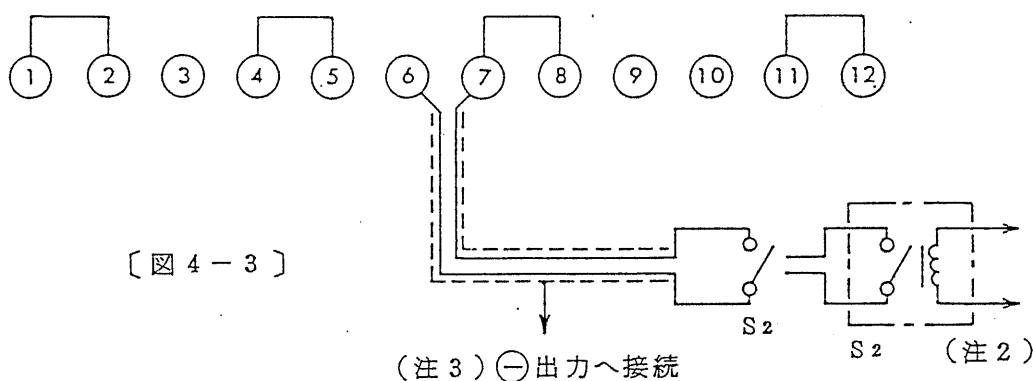 ① ② ③ ④ ⑤ ⑥ ⑦ ⑧ ⑨ ⑩ ⑪ ⑫
〔図4-3〕
S2
S2
(注2)
(注3)⊖出力へ接続